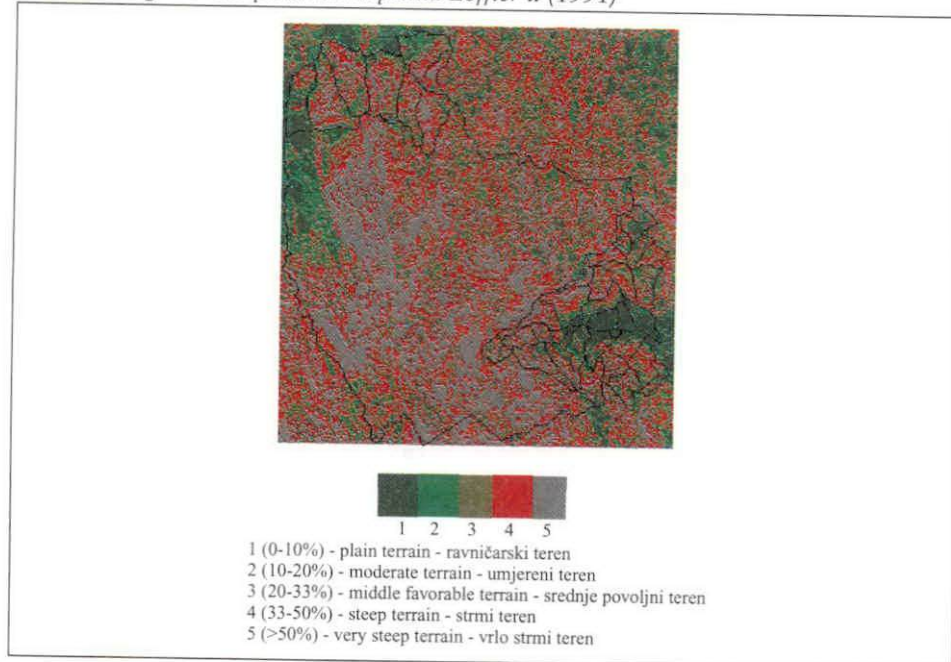 (1991)
1 2 3 4 5
1 (0-10%) - plain terrain - ravničarski teren
2 (10-20%) - moderate terrain - umjereni teren
3 (20-33%) - middle favorable terrain - srednje povoljni teren
4 (33-50%) - steep terrain - strmi teren
5 (>50%) - very steep terrain - vrlo strmi teren